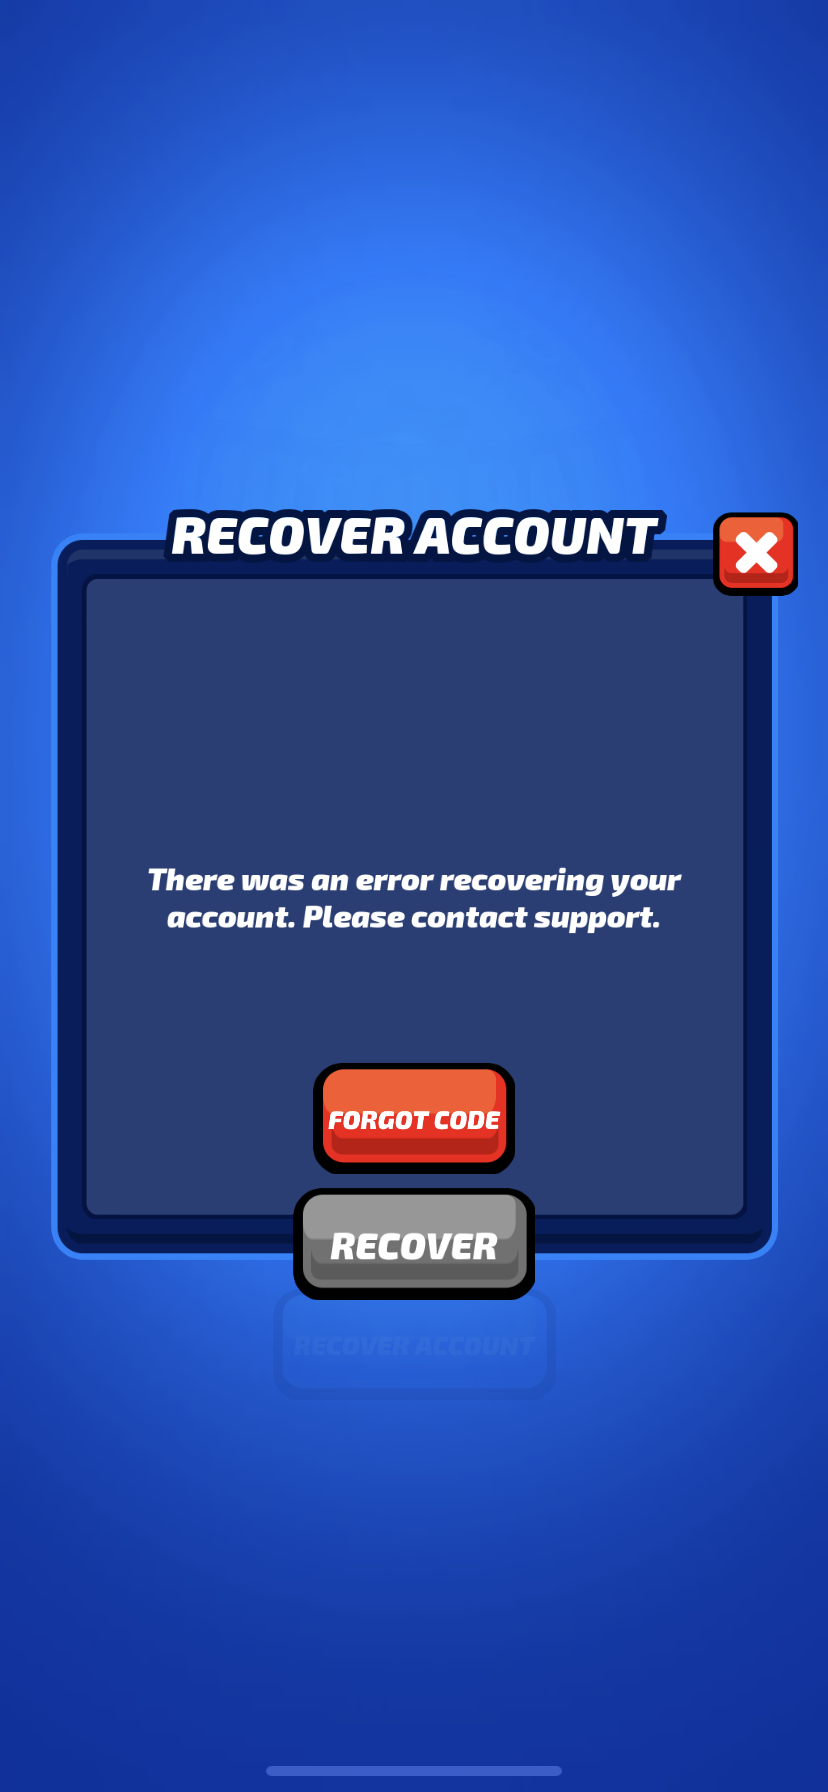 RECOVER ACCOUNT
There was an error recovering your
account. Please contact support.
FORGOT CODE
RECOVER
RECOVER ACCOUNT